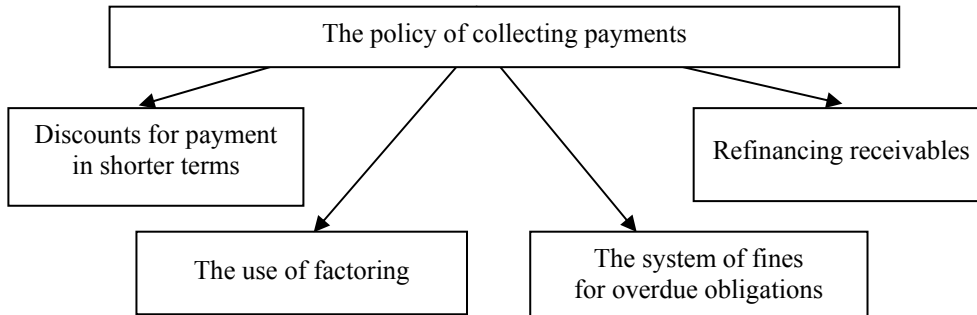 The policy of collecting payments
Discounts for payment
in shorter terms
Refinancing receivables
The use of factoring
The system of fines
for overdue obligations